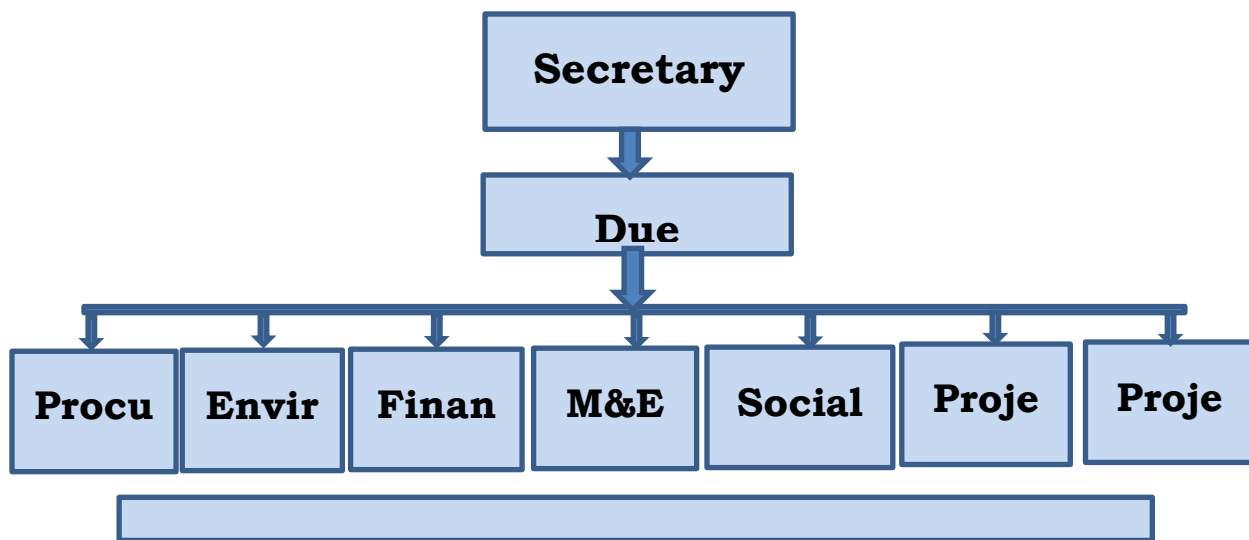 Secretary
Due
Procu
Envir
Finan
M&E
Social
Proje
Proje